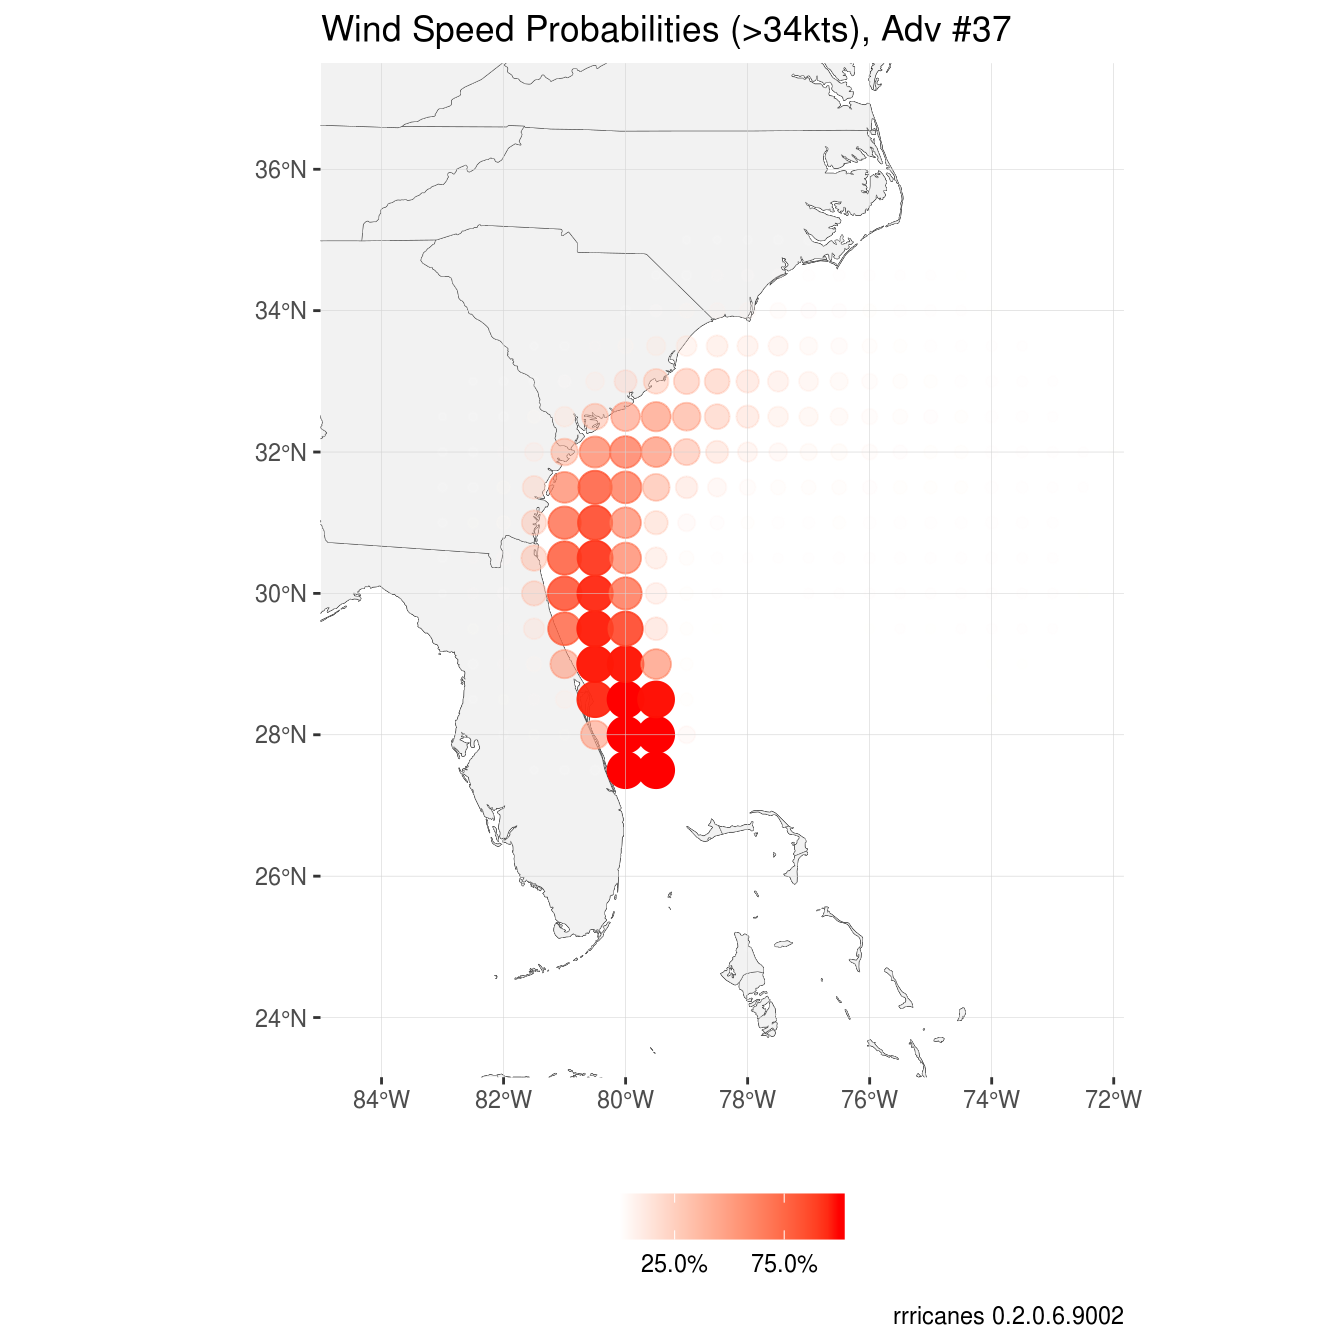 Wind Speed Probabilities (>34kts), Adv #37
36°N
34°N
32°N
30°N
28°N
26°N
24°N
84°W 82°W 80°W 78°W 76°W 74°W 72°W
25.0% 75.0%
rrricanes 0.2.0.6.9002